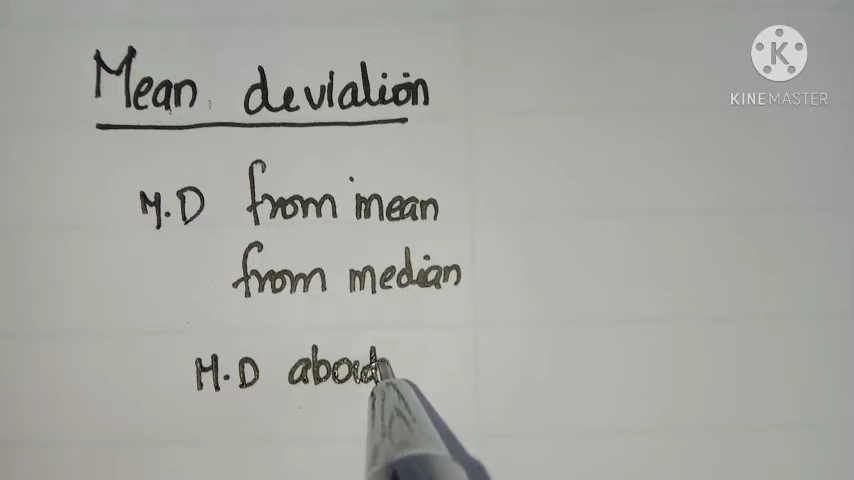 Mean deviation
M.D from mean
from median
M.D about
K
KINEMASTER